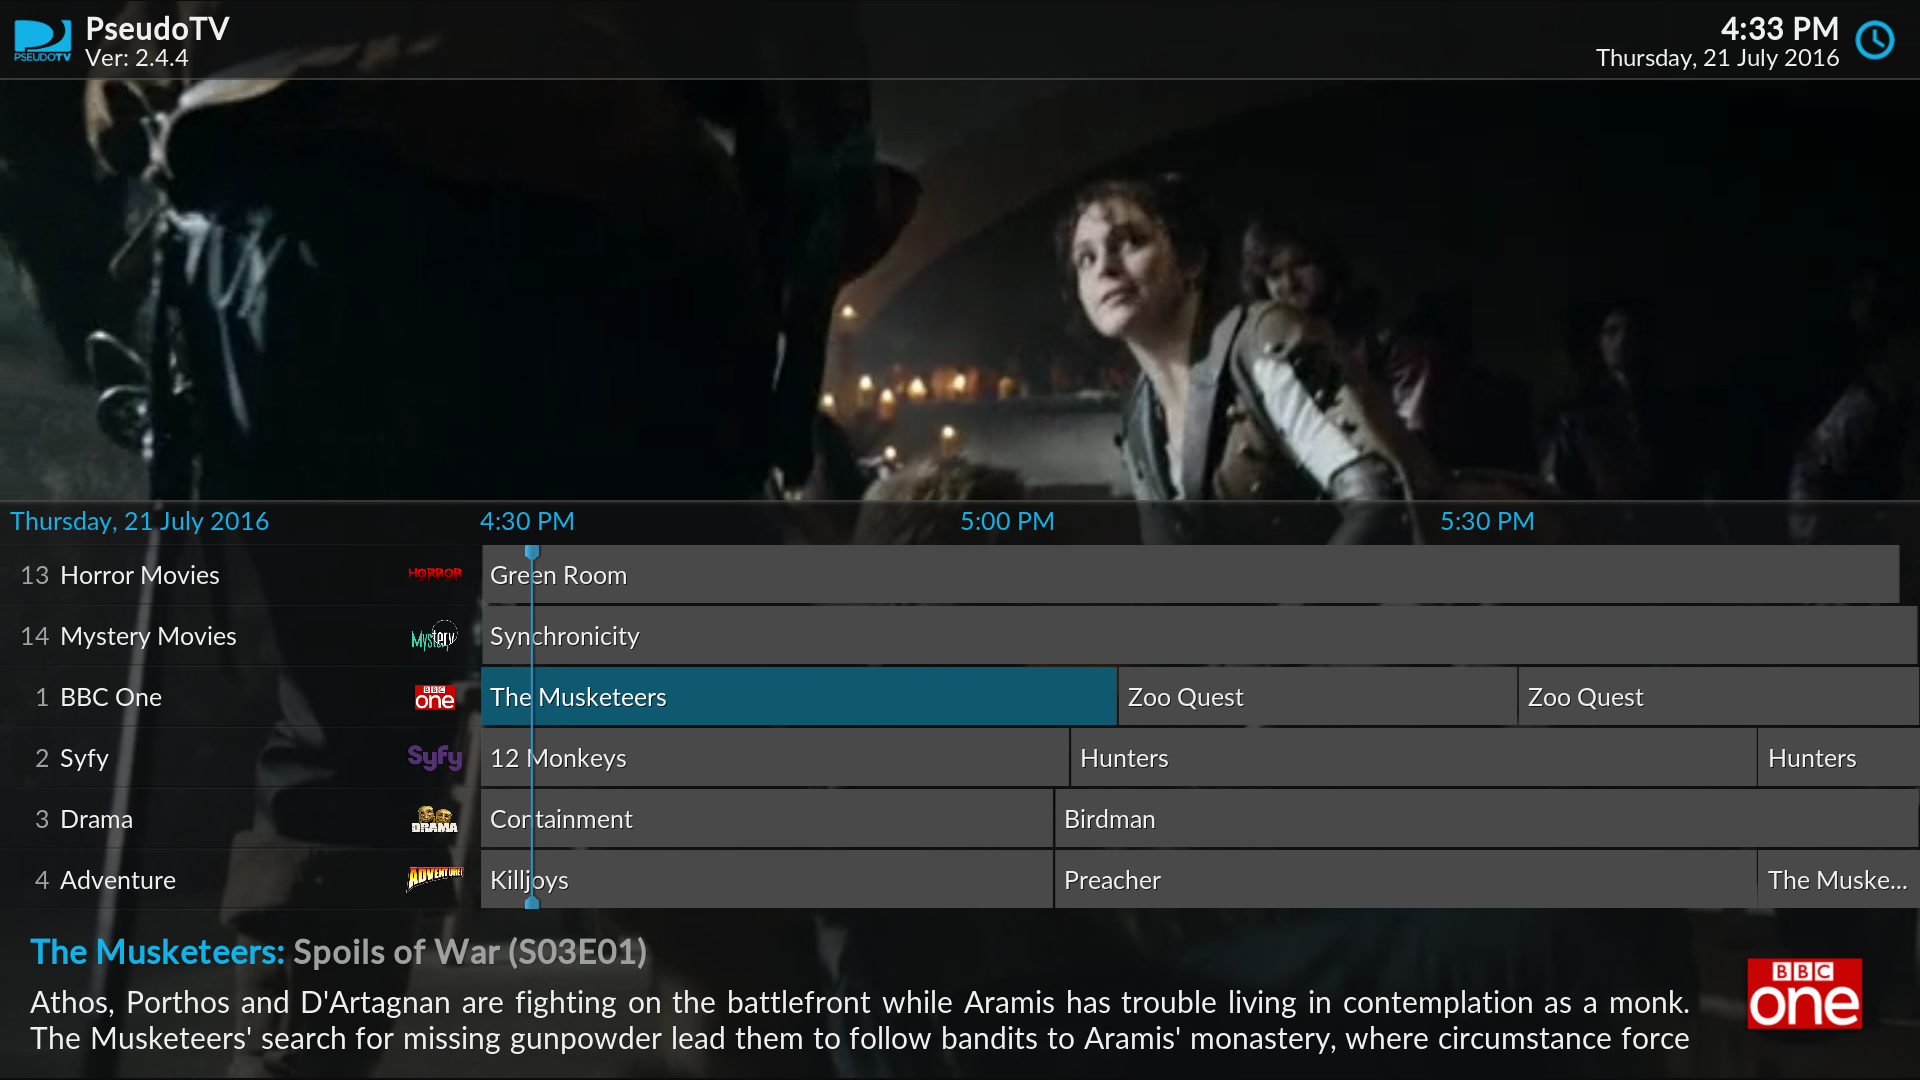 PSEUDOTV
PseudoTV
Ver: 2.4.4
4:33 PM
Thursday, 21 July 2016
Thursday, 21 July 2016 4:30 PM 5:00 PM 5:30 PM
13 Horror Movies HORROR Green Room
14 Mystery Movies Mystery Synchronicity
1 BBC One BBC one The Musketeers Zoo Quest Zoo Quest
2 Syfy Syfy 12 Monkeys Hunters Hunters
3 Drama DRAMA Containment Birdman
4 Adventure ADVENTURE! Killjoys Preacher The Muske...
The Musketeers: Spoils of War (S03E01)
Athos, Porthos and D'Artagnan are fighting on the battlefront while Aramis has trouble living in contemplation as a monk.
The Musketeers' search for missing gunpowder lead them to follow bandits to Aramis' monastery, where circumstance force
BBC
one